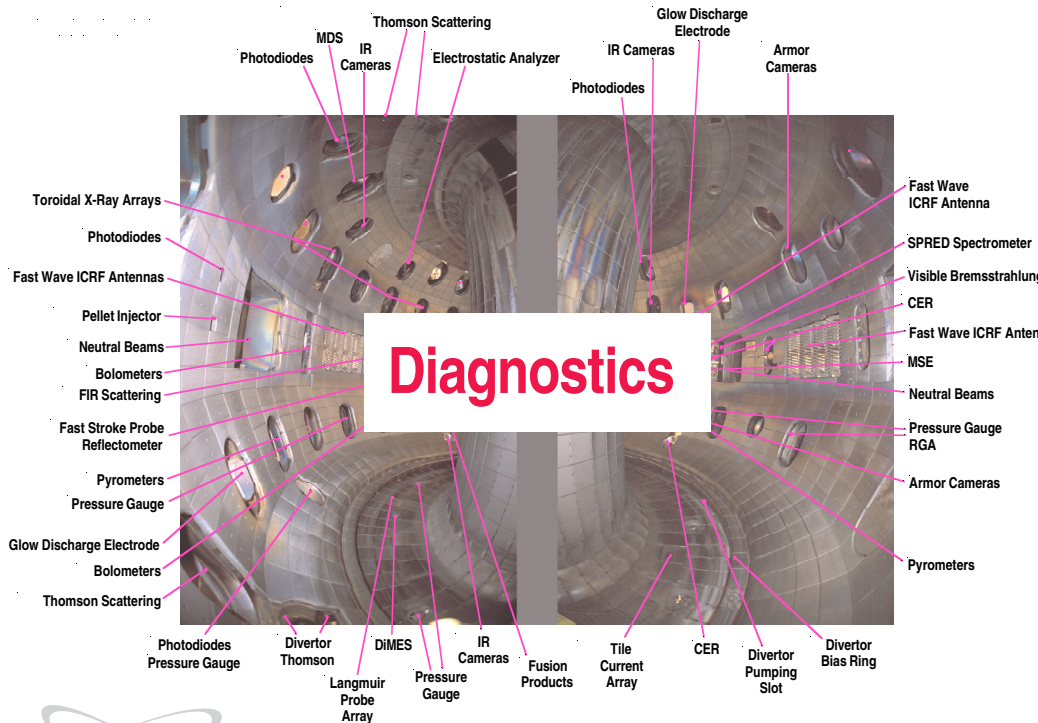 Thomson Scattering
MDS
IR
Cameras
Photodiodes
Electrostatic Analyzer
Glow Discharge
Electrode
IR Cameras
Armor
Cameras
Photodiodes
Toroidal X-Ray Arrays
Photodiodes
Fast Wave ICRF Antennas
Pellet Injector
Neutral Beams
Bolometers
FIR Scattering
Fast Stroke Probe
Reflectometer
Pyrometers
Pressure Gauge
Glow Discharge Electrode
Bolometers
Thomson Scattering
Diagnostics
Fast Wave
ICRF Antenna
SPRED Spectrometer
Visible Bremsstrahlung
CER
Fast Wave ICRF Anten
MSE
Neutral Beams
Pressure Gauge
RGA
Armor Cameras
Pyrometers
Photodiodes
Pressure Gauge
Divertor
Thomson
DiMES
Langmuir
Probe
Array
Pressure
Gauge
IR
Cameras
Fusion
Products
Tile
Current
Array
CER
Divertor
Pumping
Slot
Divertor
Bias Ring